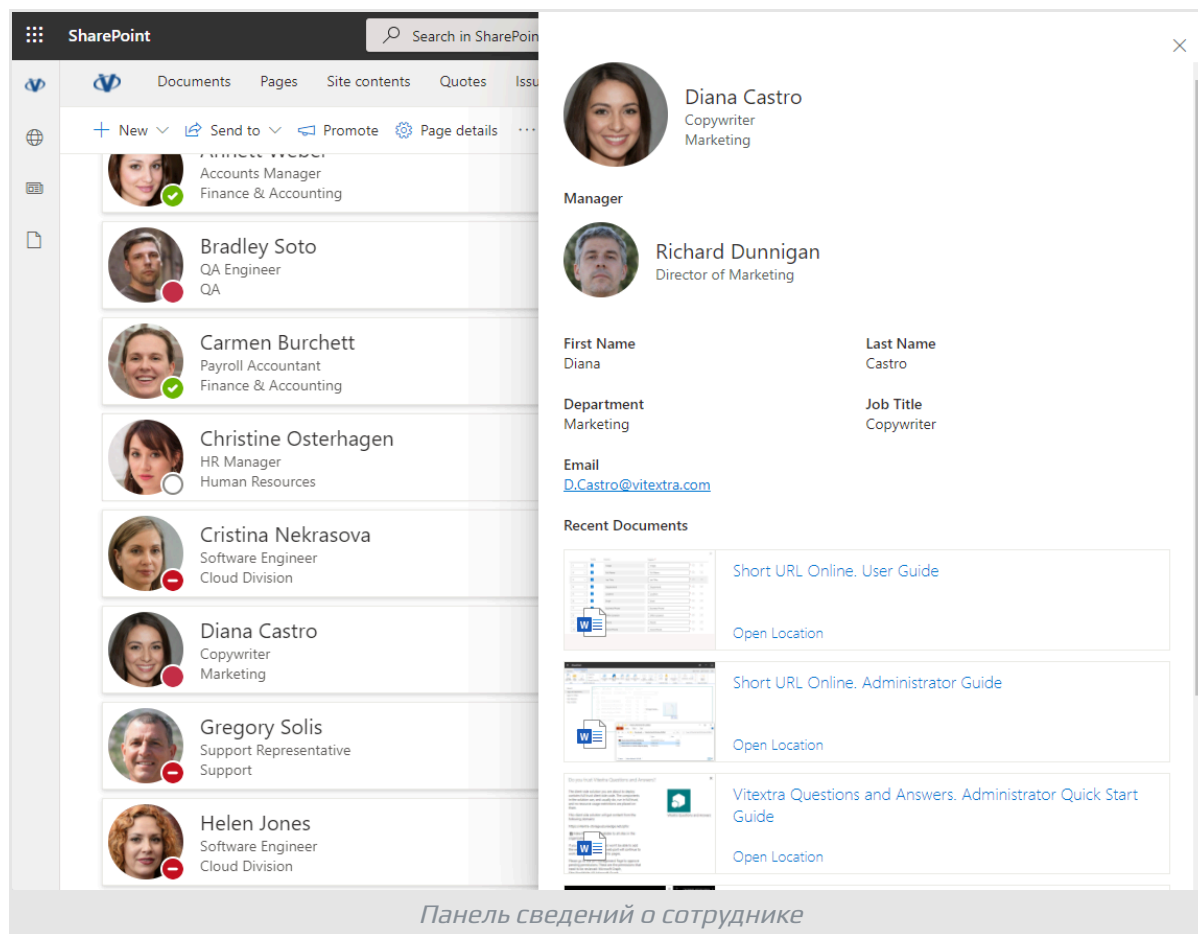 SharePoint
Search in SharePoin
Documents Pages Site contents Quotes Issu
New Send to Promote Page details ...
Annett Weber
Accounts Manager
Finance & Accounting
Bradley Soto
QA Engineer
QA
Carmen Burchett
Payroll Accountant
Finance & Accounting
Christine Osterhagen
HR Manager
Human Resources
Cristina Nekrasova
Software Engineer
Cloud Division
Diana Castro
Copywriter
Marketing
Gregory Solis
Support Representative
Support
Helen Jones
Software Engineer
Cloud Division
Diana Castro
Copywriter
Marketing
Manager
Richard Dunnigan
Director of Marketing
First Name Last Name
Diana Castro
Department Job Title
Marketing Copywriter
Email
D.Castro@vitextra.com
Recent Documents
Short URL Online. User Guide
Open Location
Short URL Online. Administrator Guide
Open Location
Vitextra Questions and Answers. Administrator Quick Start
Guide
Open Location
Панель сведений о сотруднике